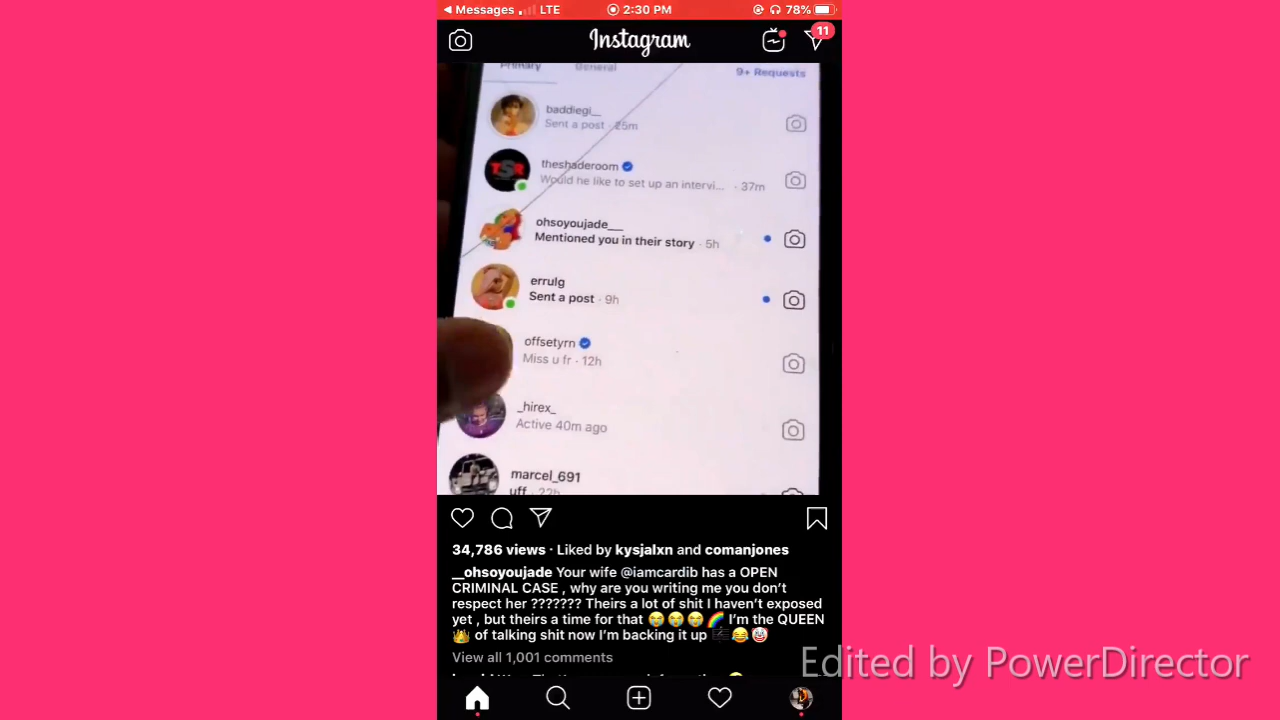 Messages LTE 2:30 PM 78%
Instagram 11
Primary General 9+ Requests
baddiegi__
Sent a post · 25m
theshaderoom
Would he like to set up an intervi... · 37m
ohsoyoujade___
Mentioned you in their story · 5h
errulg
Sent a post · 9h
offsetyrn
Miss u fr · 12h
_hirex_
Active 40m ago
marcel_691
uff · 22h
34,786 views · Liked by kysjalxn and comanjones
__ohsoyoujade Your wife @iamcardib has a OPEN
CRIMINAL CASE , why are you writing me you don't
respect her ??????? Theirs a lot of shit I haven't exposed
yet , but theirs a time for that 😭😭😭🌈 I'm the QUEEN
👑 of talking shit now I'm backing it up 😂🤡
View all 1,001 comments
Edited by PowerDirector